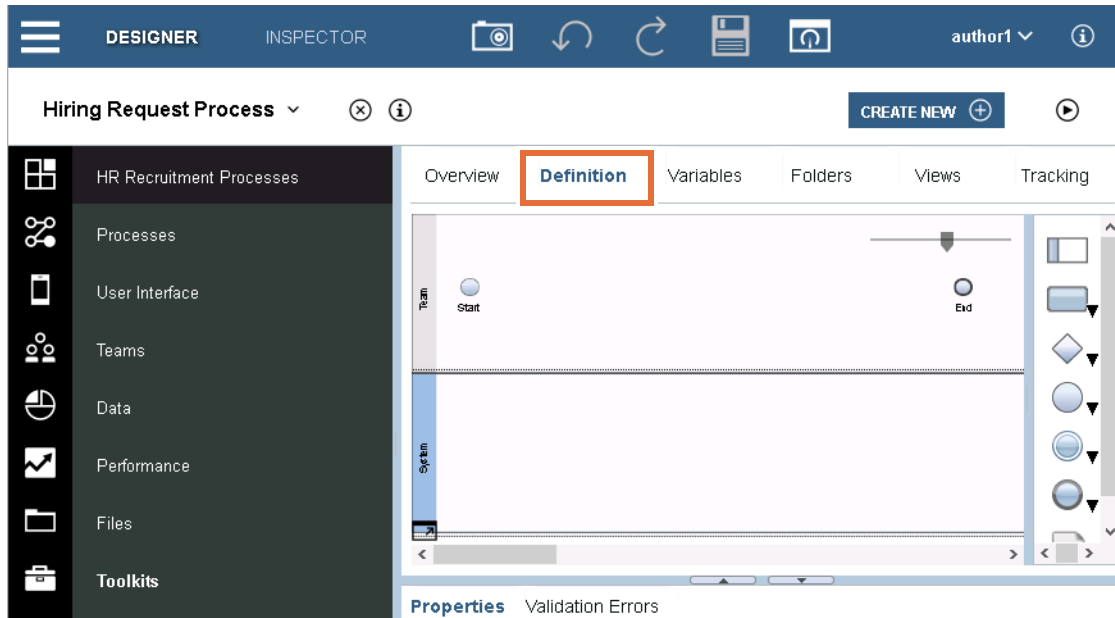 DESIGNER INSPECTOR author1
Hiring Request Process CREATE NEW
HR Recruitment Processes
Processes
User Interface
Teams
Data
Performance
Files
Toolkits
Overview Definition Variables Folders Views Tracking
Team
Start
End
System
Properties Validation Errors